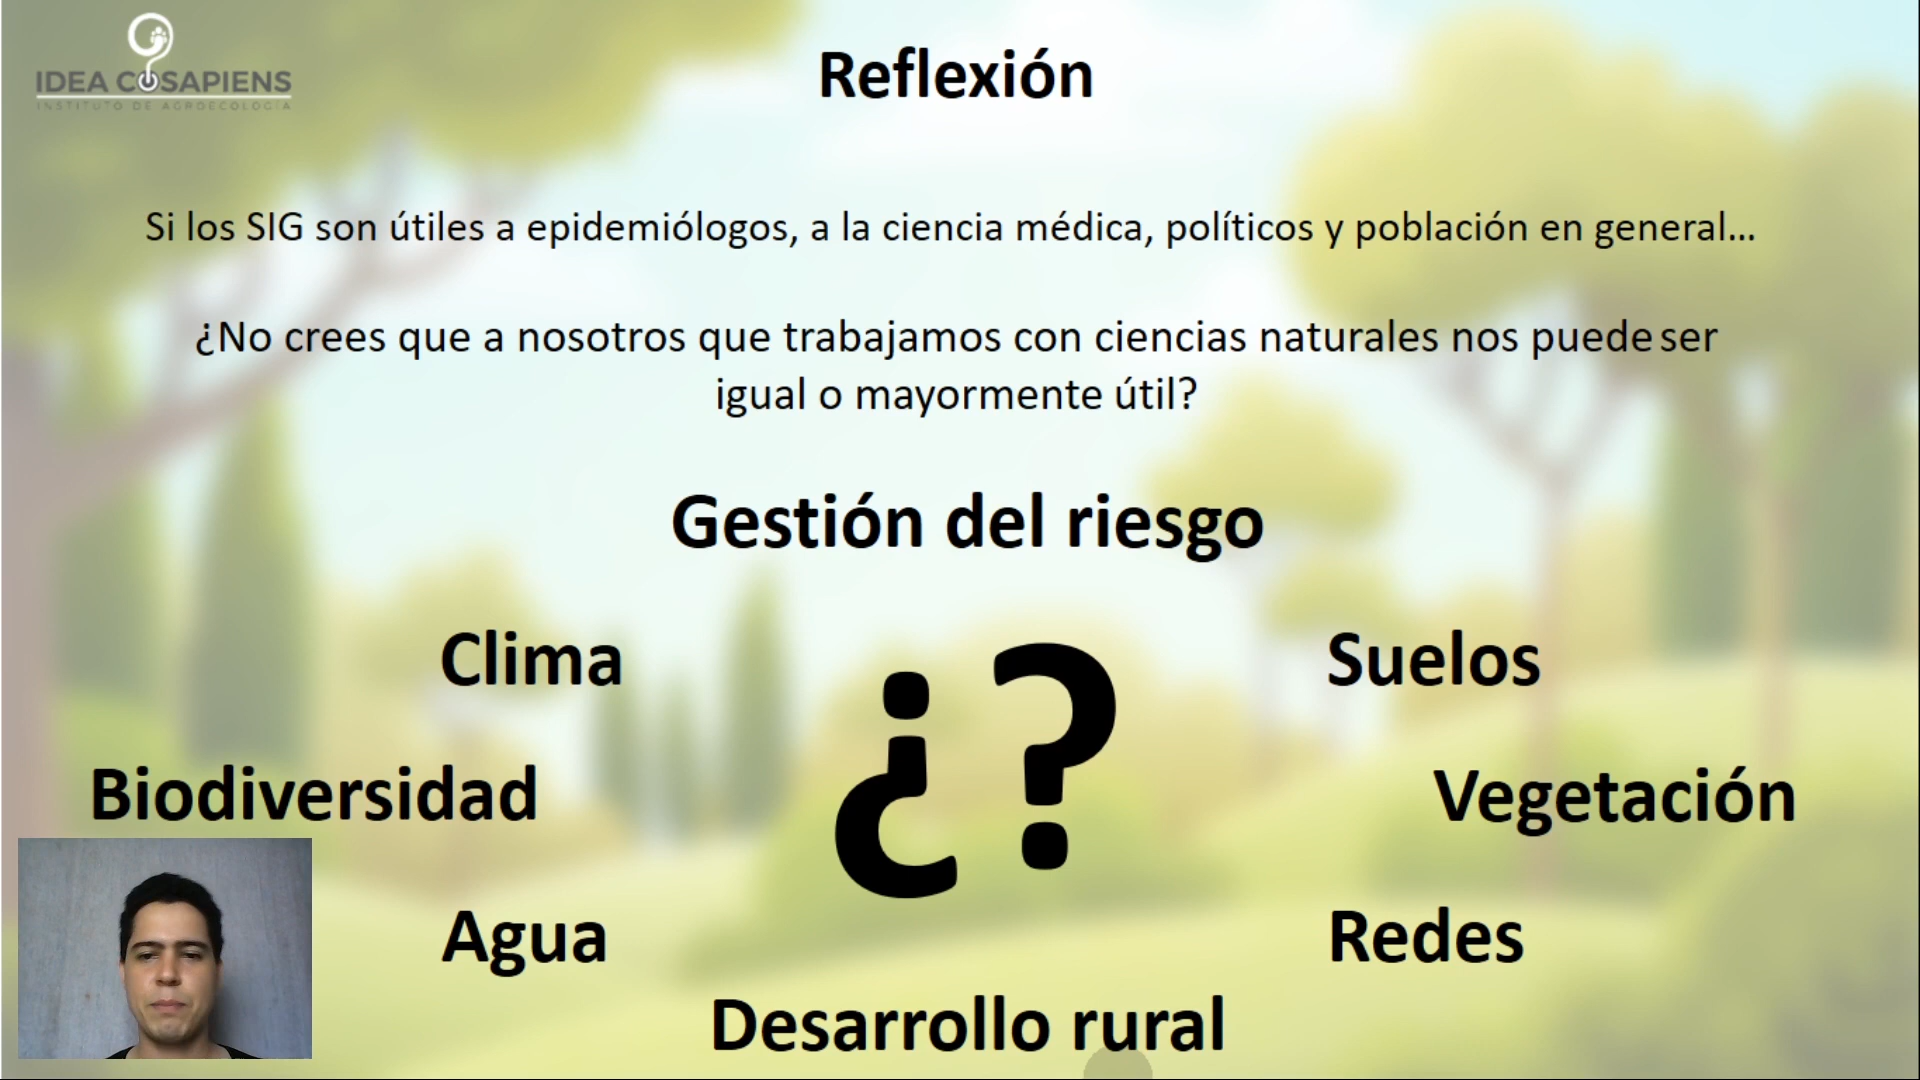 IDEA COSAPIENS
INSTITUTO DE AGROECOLOGÍA
Reflexión
Si los SIG son útiles a epidemiólogos, a la ciencia médica, políticos y población en general...
¿No crees que a nosotros que trabajamos con ciencias naturales nos puede ser
igual o mayormente útil?
Gestión del riesgo
Clima
Suelos
¿?
Biodiversidad
Vegetación
Agua
Redes
Desarrollo rural